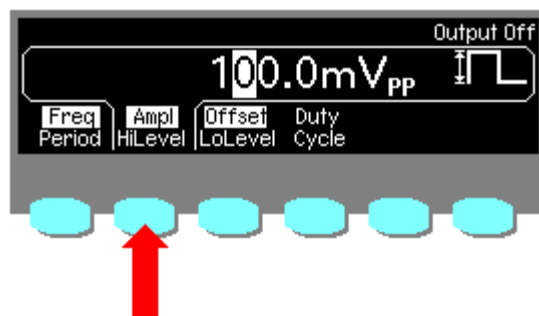 Output Off
100.0mVPP
Freq Ampl Offset Duty
Period HiLevel LoLevel Cycle